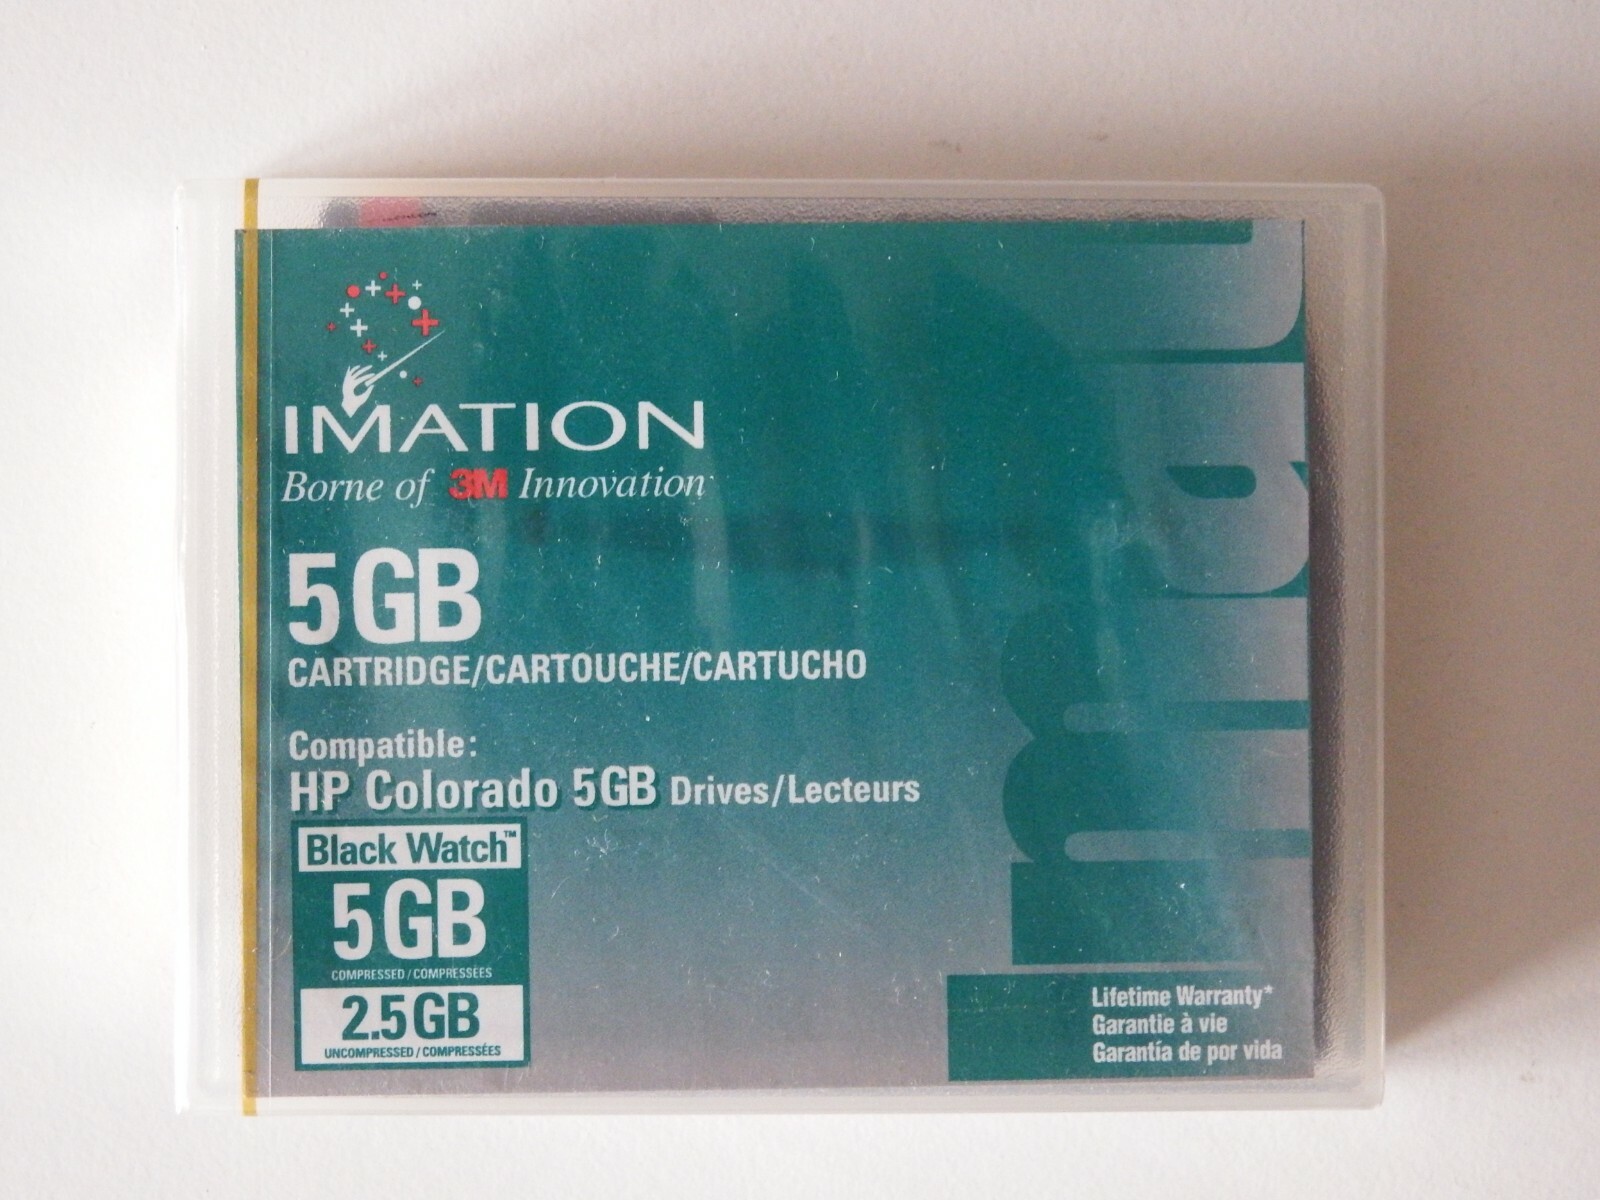 IMATION
Borne of 3M Innovation
5GB
CARTRIDGE/CARTOUCHE/CARTUCHO
Compatible:
HP Colorado 5GB Drives/Lecteurs
Black Watch™
5GB
COMPRESSED/COMPRESSÉES
2.5GB
UNCOMPRESSED/COMPRESSÉES
Lifetime Warranty*
Garantie à vie
Garantía de por vida